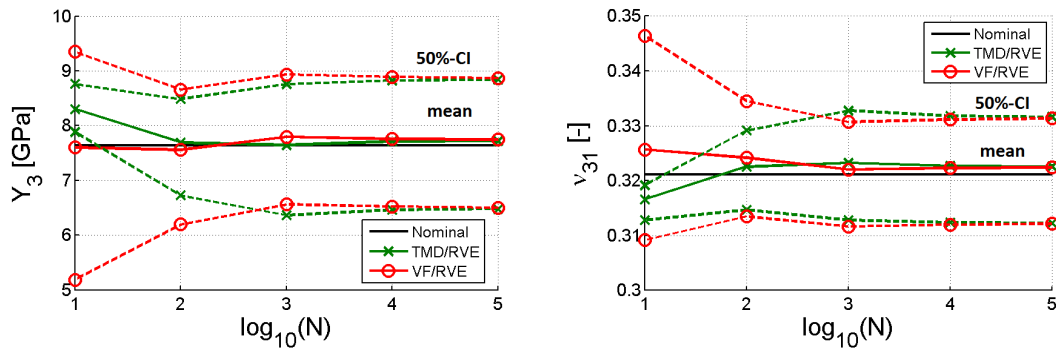 Y3 [GPa]
10
9
8
7
6
5
50%-CI
mean
Nominal
TMD/RVE
VF/RVE
1 2 3 4 5
log10(N)
ν31 [-]
0.35
0.34
0.33
0.32
0.31
0.3
Nominal
TMD/RVE
VF/RVE
50%-CI
mean
1 2 3 4 5
log10(N)